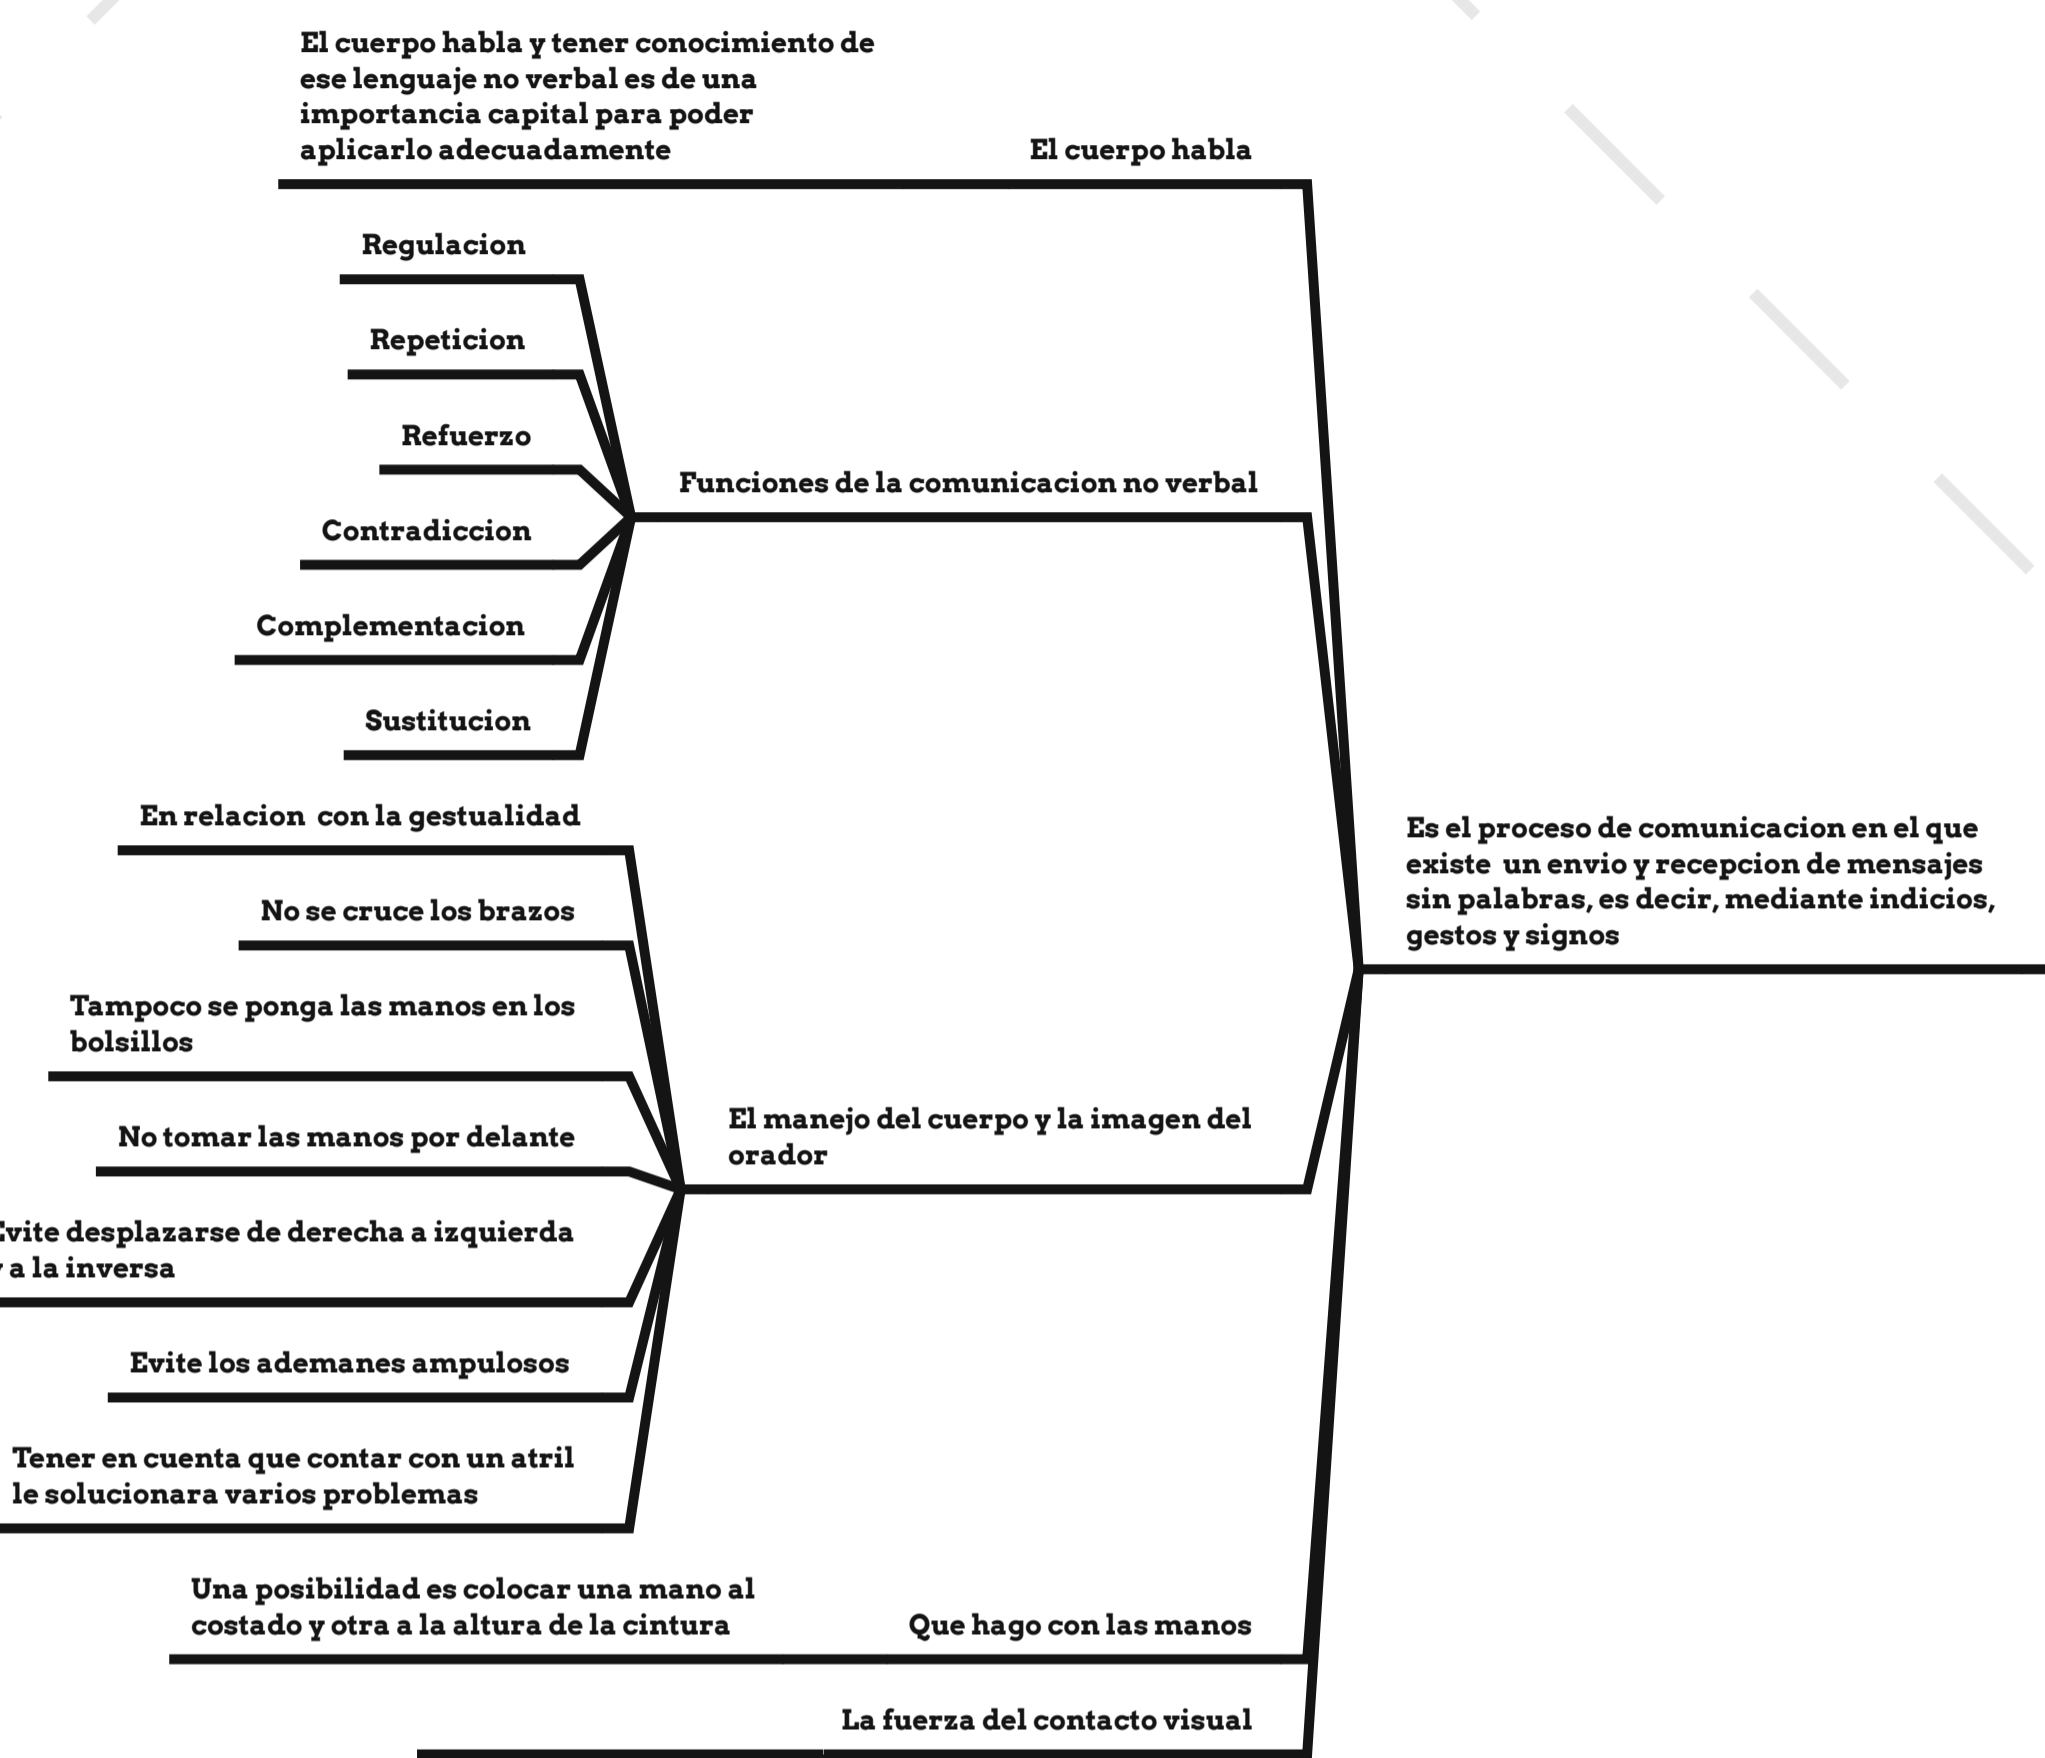 El cuerpo habla y tener conocimiento de
ese lenguaje no verbal es de una
importancia capital para poder
aplicarlo adecuadamente
El cuerpo habla
Regulacion
Repeticion
Refuerzo
Funciones de la comunicacion no verbal
Contradiccion
Complementacion
Sustitucion
En relacion  con la gestualidad
Es el proceso de comunicacion en el que
existe  un envio y recepcion de mensajes
sin palabras, es decir, mediante indicios,
gestos y signos
No se cruce los brazos
Tampoco se ponga las manos en los
bolsillos
No tomar las manos por delante
El manejo del cuerpo y la imagen del
orador
Evite desplazarse de derecha a izquierda
y a la inversa
Evite los ademanes ampulosos
Tener en cuenta que contar con un atril
le solucionara varios problemas
Una posibilidad es colocar una mano al
costado y otra a la altura de la cintura
Que hago con las manos
La fuerza del contacto visual